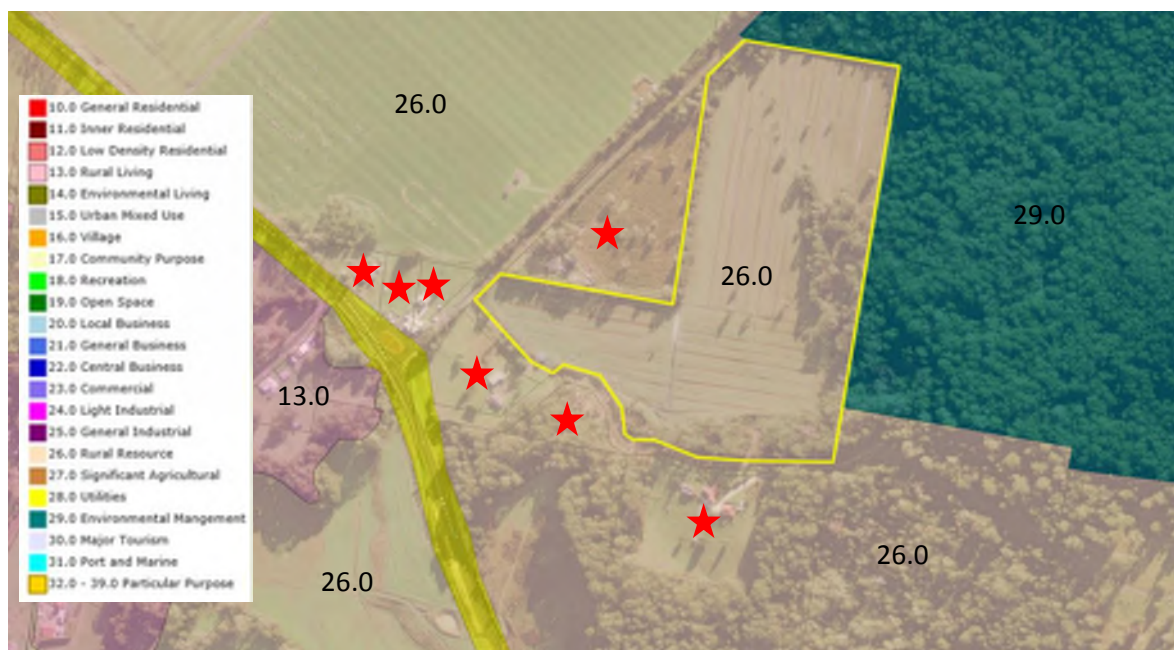 26.0
10.0 General Residential
11.0 Inner Residential
12.0 Low Density Residential
13.0 Rural Living
14.0 Environmental Living
15.0 Urban Mixed Use
16.0 Village
17.0 Community Purpose
18.0 Recreation
19.0 Open Space
20.0 Local Business
21.0 General Business
22.0 Central Business
23.0 Commercial
24.0 Light Industrial
25.0 General Industrial
26.0 Rural Resource
27.0 Significant Agricultural
28.0 Utilities
29.0 Environmental Mangement
30.0 Major Tourism
31.0 Port and Marine
32.0 - 39.0 Particular Purpose
29.0
26.0
13.0
26.0
26.0